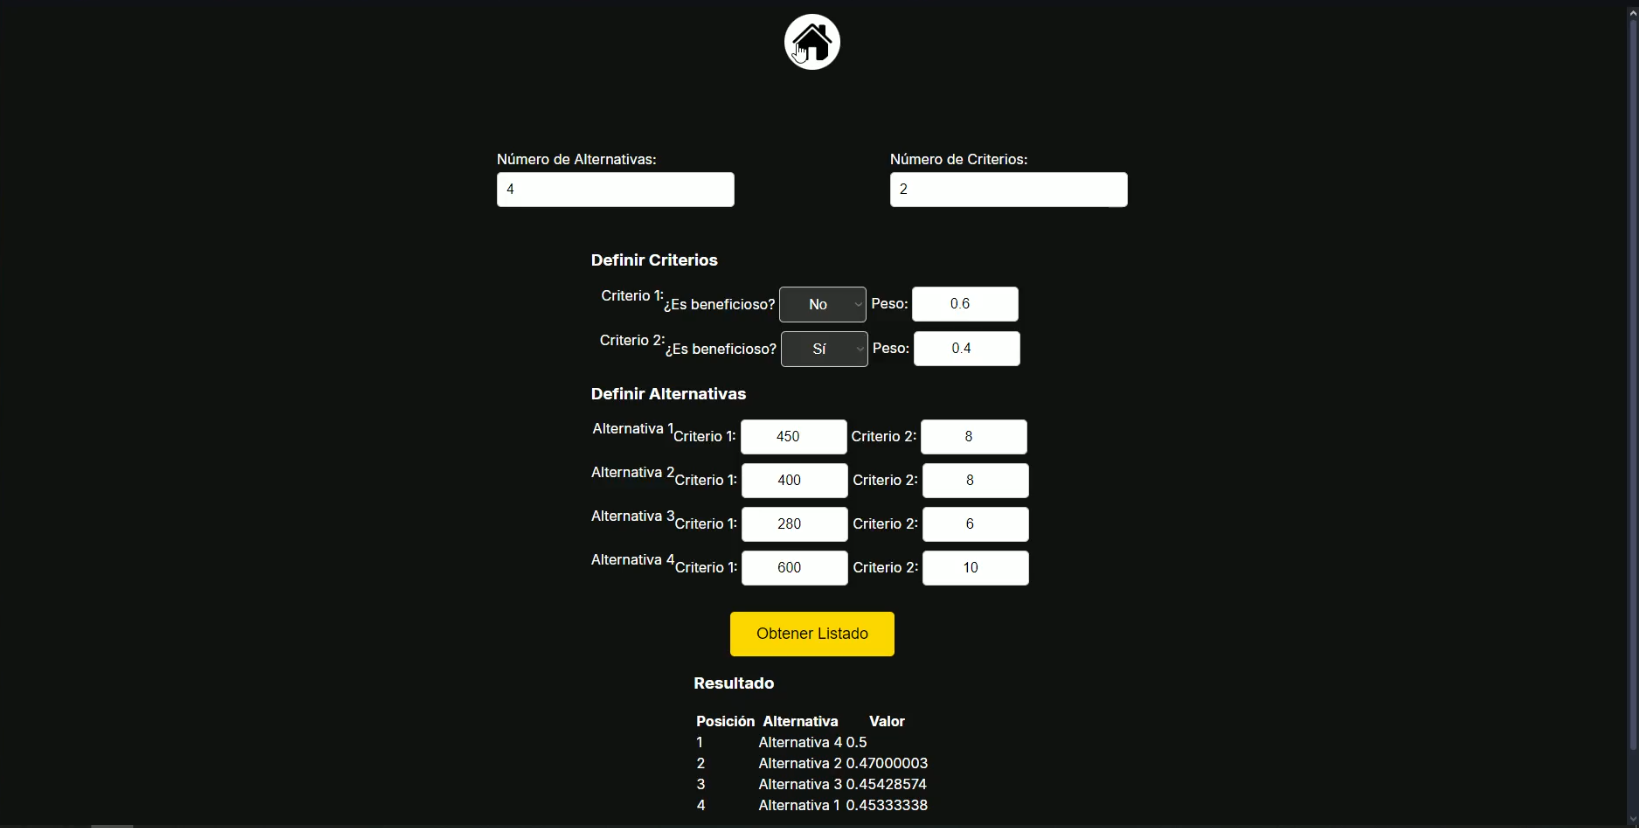 Número de Alternativas: Número de Criterios:
4 2
Definir Criterios
Criterio 1: ¿Es beneficioso? No Peso: 0.6
Criterio 2: ¿Es beneficioso? Sí Peso: 0.4
Definir Alternativas
Alternativa 1 Criterio 1: 450 Criterio 2: 8
Alternativa 2 Criterio 1: 400 Criterio 2: 8
Alternativa 3 Criterio 1: 280 Criterio 2: 6
Alternativa 4 Criterio 1: 600 Criterio 2: 10
Obtener Listado
Resultado
Posición Alternativa Valor
1 Alternativa 4 0.5
2 Alternativa 2 0.47000003
3 Alternativa 3 0.45428574
4 Alternativa 1 0.45333338